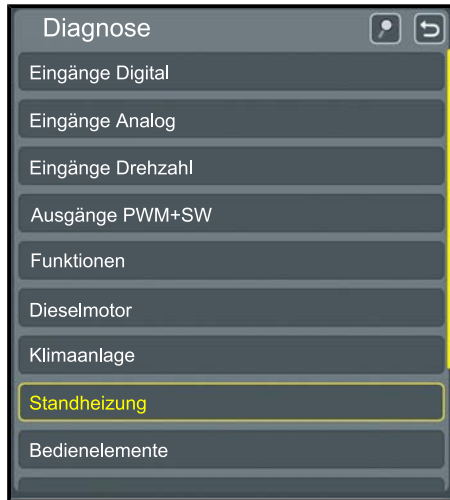 Diagnose
Eingänge Digital
Eingänge Analog
Eingänge Drehzahl
Ausgänge PWM+SW
Funktionen
Dieselmotor
Klimaanlage
Standheizung
Bedienelemente